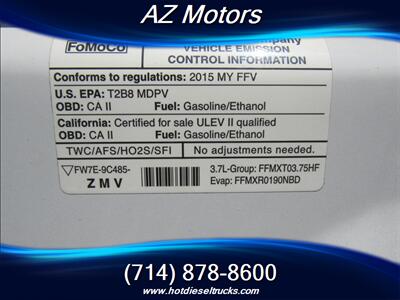 AZ Motors
FoMoCo
VEHICLE EMISSION
CONTROL INFORMATION
Conforms to regulations: 2015 MY FFV
U.S. EPA: T2B8 MDPV
OBD: CA II Fuel: Gasoline/Ethanol
California: Certified for sale ULEV II qualified
OBD: CA II Fuel: Gasoline/Ethanol
TWC/AFS/HO2S/SFI No adjustments needed.
FW7E-9C485- 3.7L-Group: FFMXT03.75HF
ZMV Evap: FFMXR0190NBD
(714) 878-8600
www.hotdieseltrucks.com